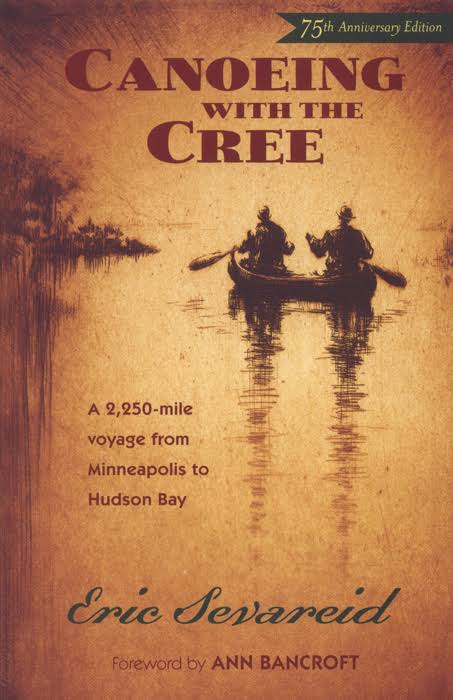 75th Anniversary Edition
CANOEING
WITH THE
CREE
A 2,250-mile
voyage from
Minneapolis to
Hudson Bay
Eric Sevareid
Foreword by ANN BANCROFT